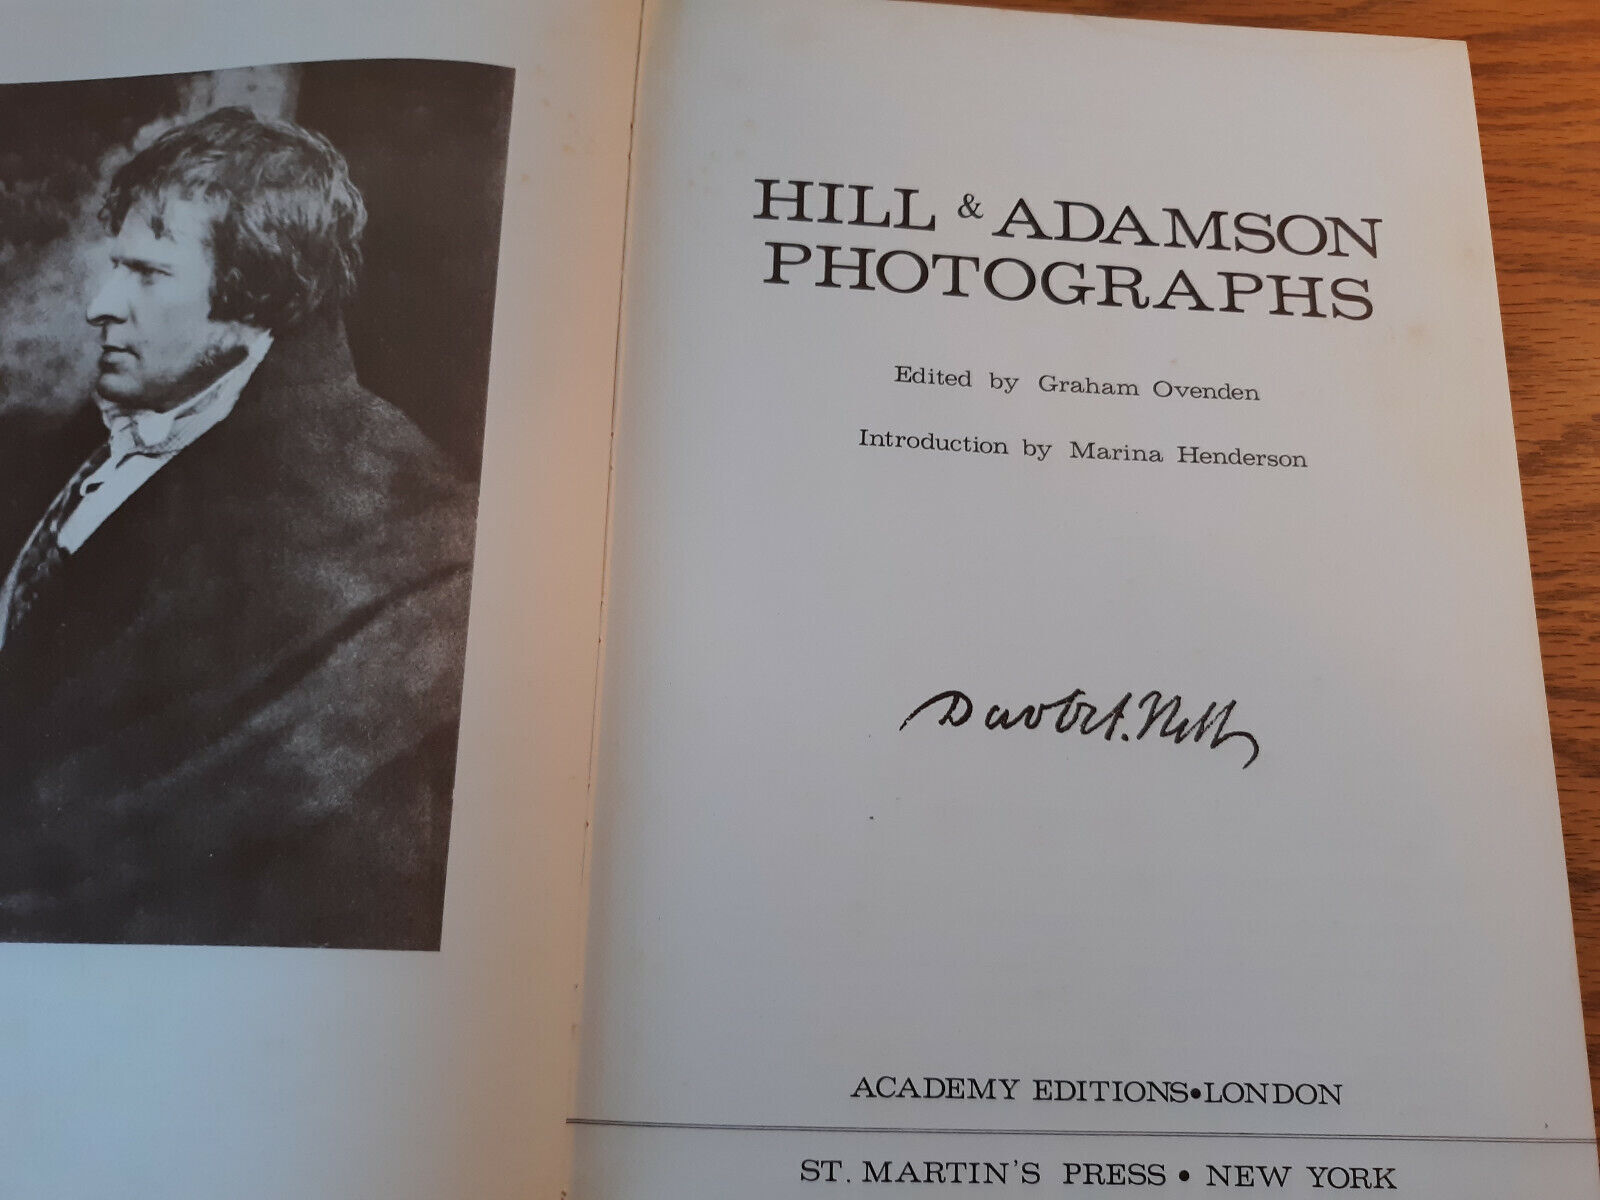 HILL & ADAMSON
PHOTOGRAPHS
Edited by Graham Ovenden
Introduction by Marina Henderson
ACADEMY EDITIONS•LONDON
ST. MARTIN'S PRESS • NEW YORK